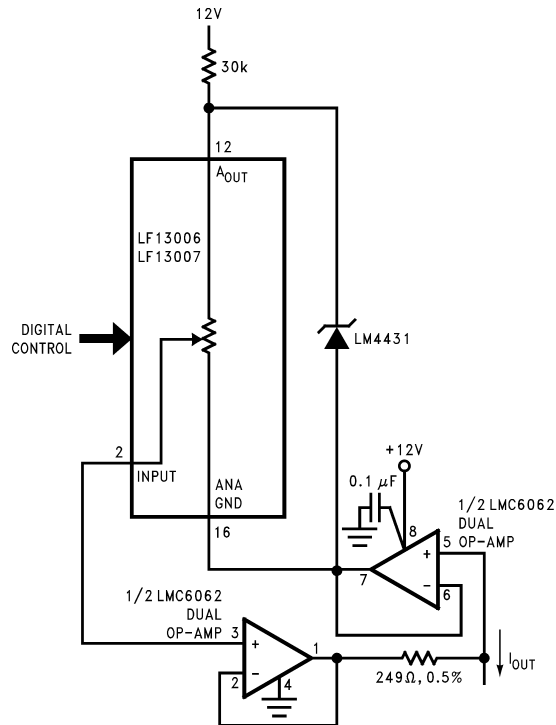 12V
30k
12
AOUT
LF13006
LF13007
DIGITAL
CONTROL
LM4431
2
INPUT
+12V
0.1 µF
ANA
GND
8
1/2 LMC6062
DUAL
OP-AMP
16
5
+
7
−
6
1/2 LMC6062
DUAL
OP-AMP
3
+
1
−
2
4
249Ω, 0.5%
IOUT